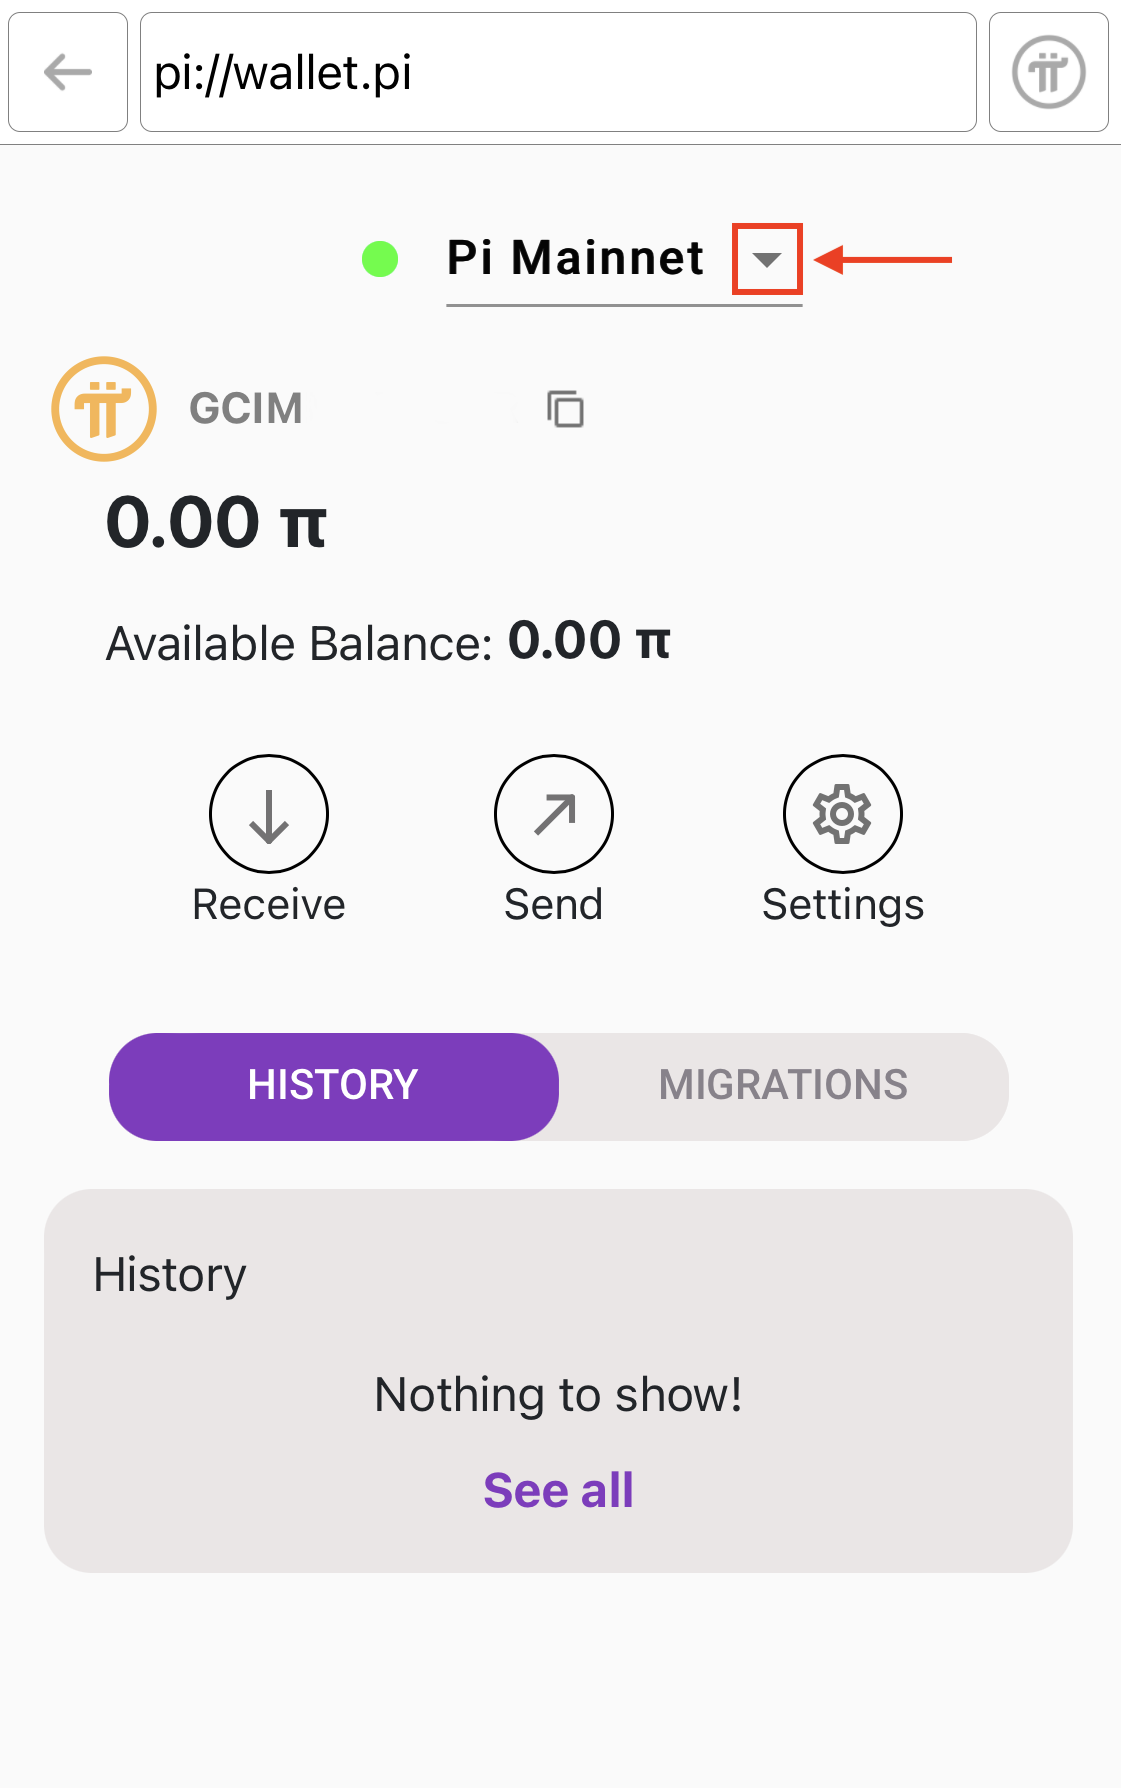 pi://wallet.pi
Pi Mainnet
GCIM
0.00 π
Available Balance: 0.00 π
Receive
Send
Settings
HISTORY
MIGRATIONS
History
Nothing to show!
See all